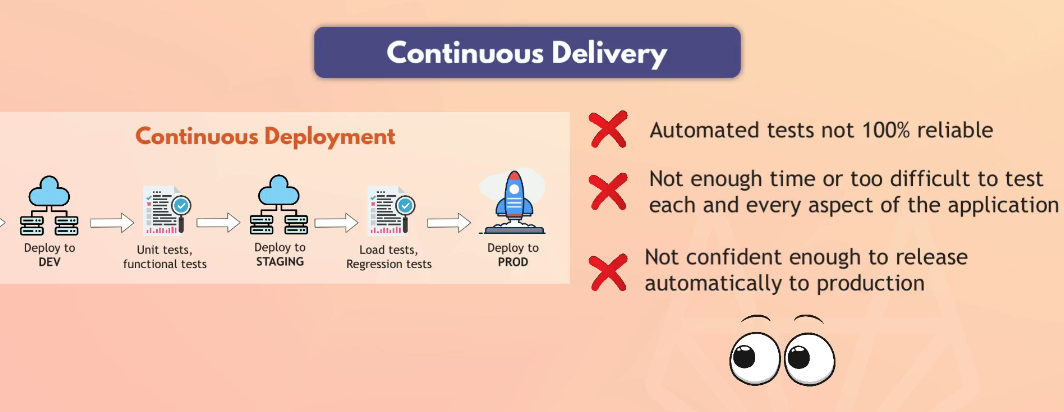 Continuous Delivery
Continuous Deployment
Deploy to
DEV
Unit tests,
functional tests
Deploy to
STAGING
Load tests,
Regression tests
Deploy to
PROD
Automated tests not 100% reliable
Not enough time or too difficult to test
each and every aspect of the application
Not confident enough to release
automatically to production